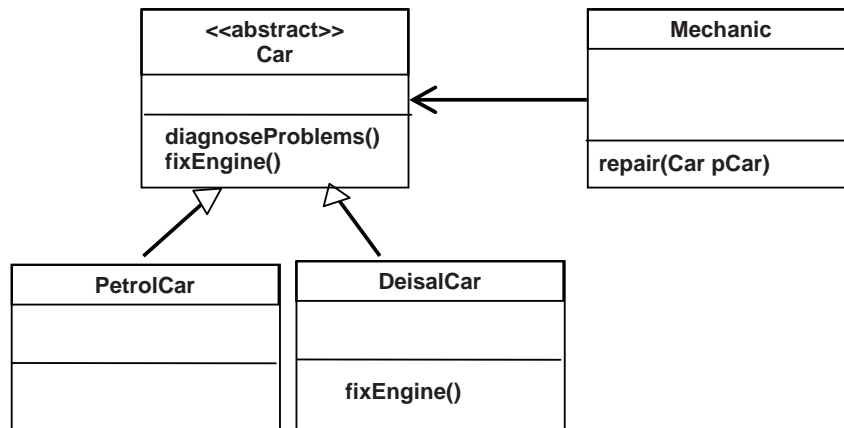 <<abstract>>
Car
diagnoseProblems()
fixEngine()
Mechanic
repair(Car pCar)
PetrolCar
DeisalCar
fixEngine()